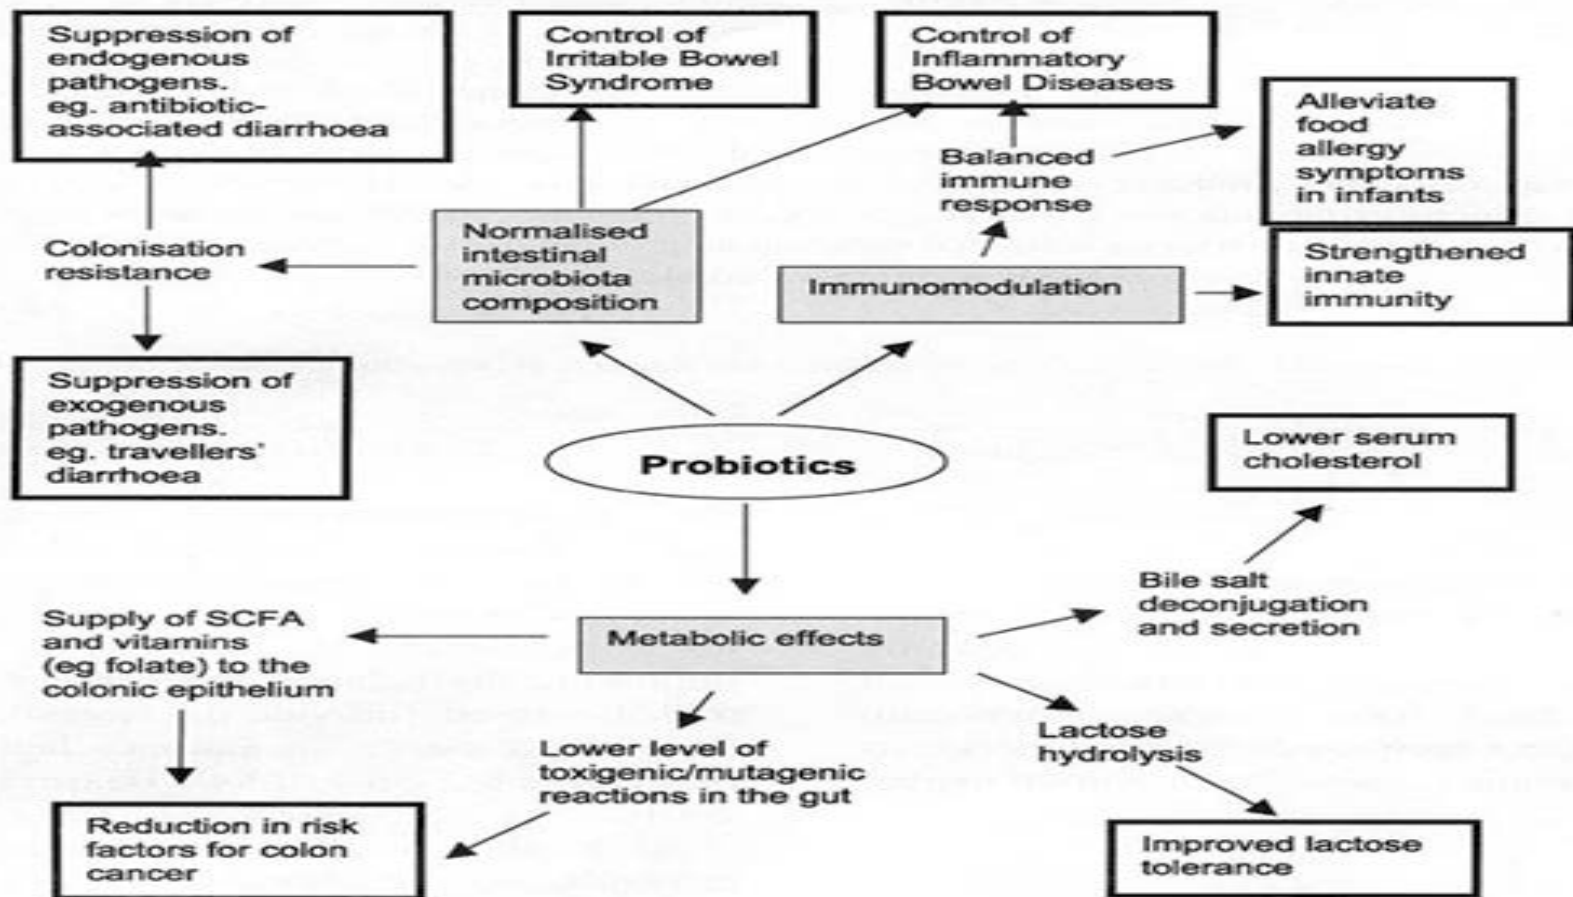 Suppression of
endogenous
pathogens.
eg. antibiotic-
associated diarrhoea
Control of
Irritable Bowel
Syndrome
Control of
Inflammatory
Bowel Diseases
Alleviate
food
allergy
symptoms
in infants
Balanced
immune
response
Colonisation
resistance
Normalised
intestinal
microbiota
composition
Immunomodulation
Strengthened
innate
immunity
Suppression of
exogenous
pathogens.
eg. travellers'
diarrhoea
Probiotics
Lower serum
cholesterol
Bile salt
deconjugation
and secretion
Supply of SCFA
and vitamins
(eg folate) to the
colonic epithelium
Metabolic effects
Lactose
hydrolysis
Lower level of
toxigenic/mutagenic
reactions in the gut
Reduction in risk
factors for colon
cancer
Improved lactose
tolerance